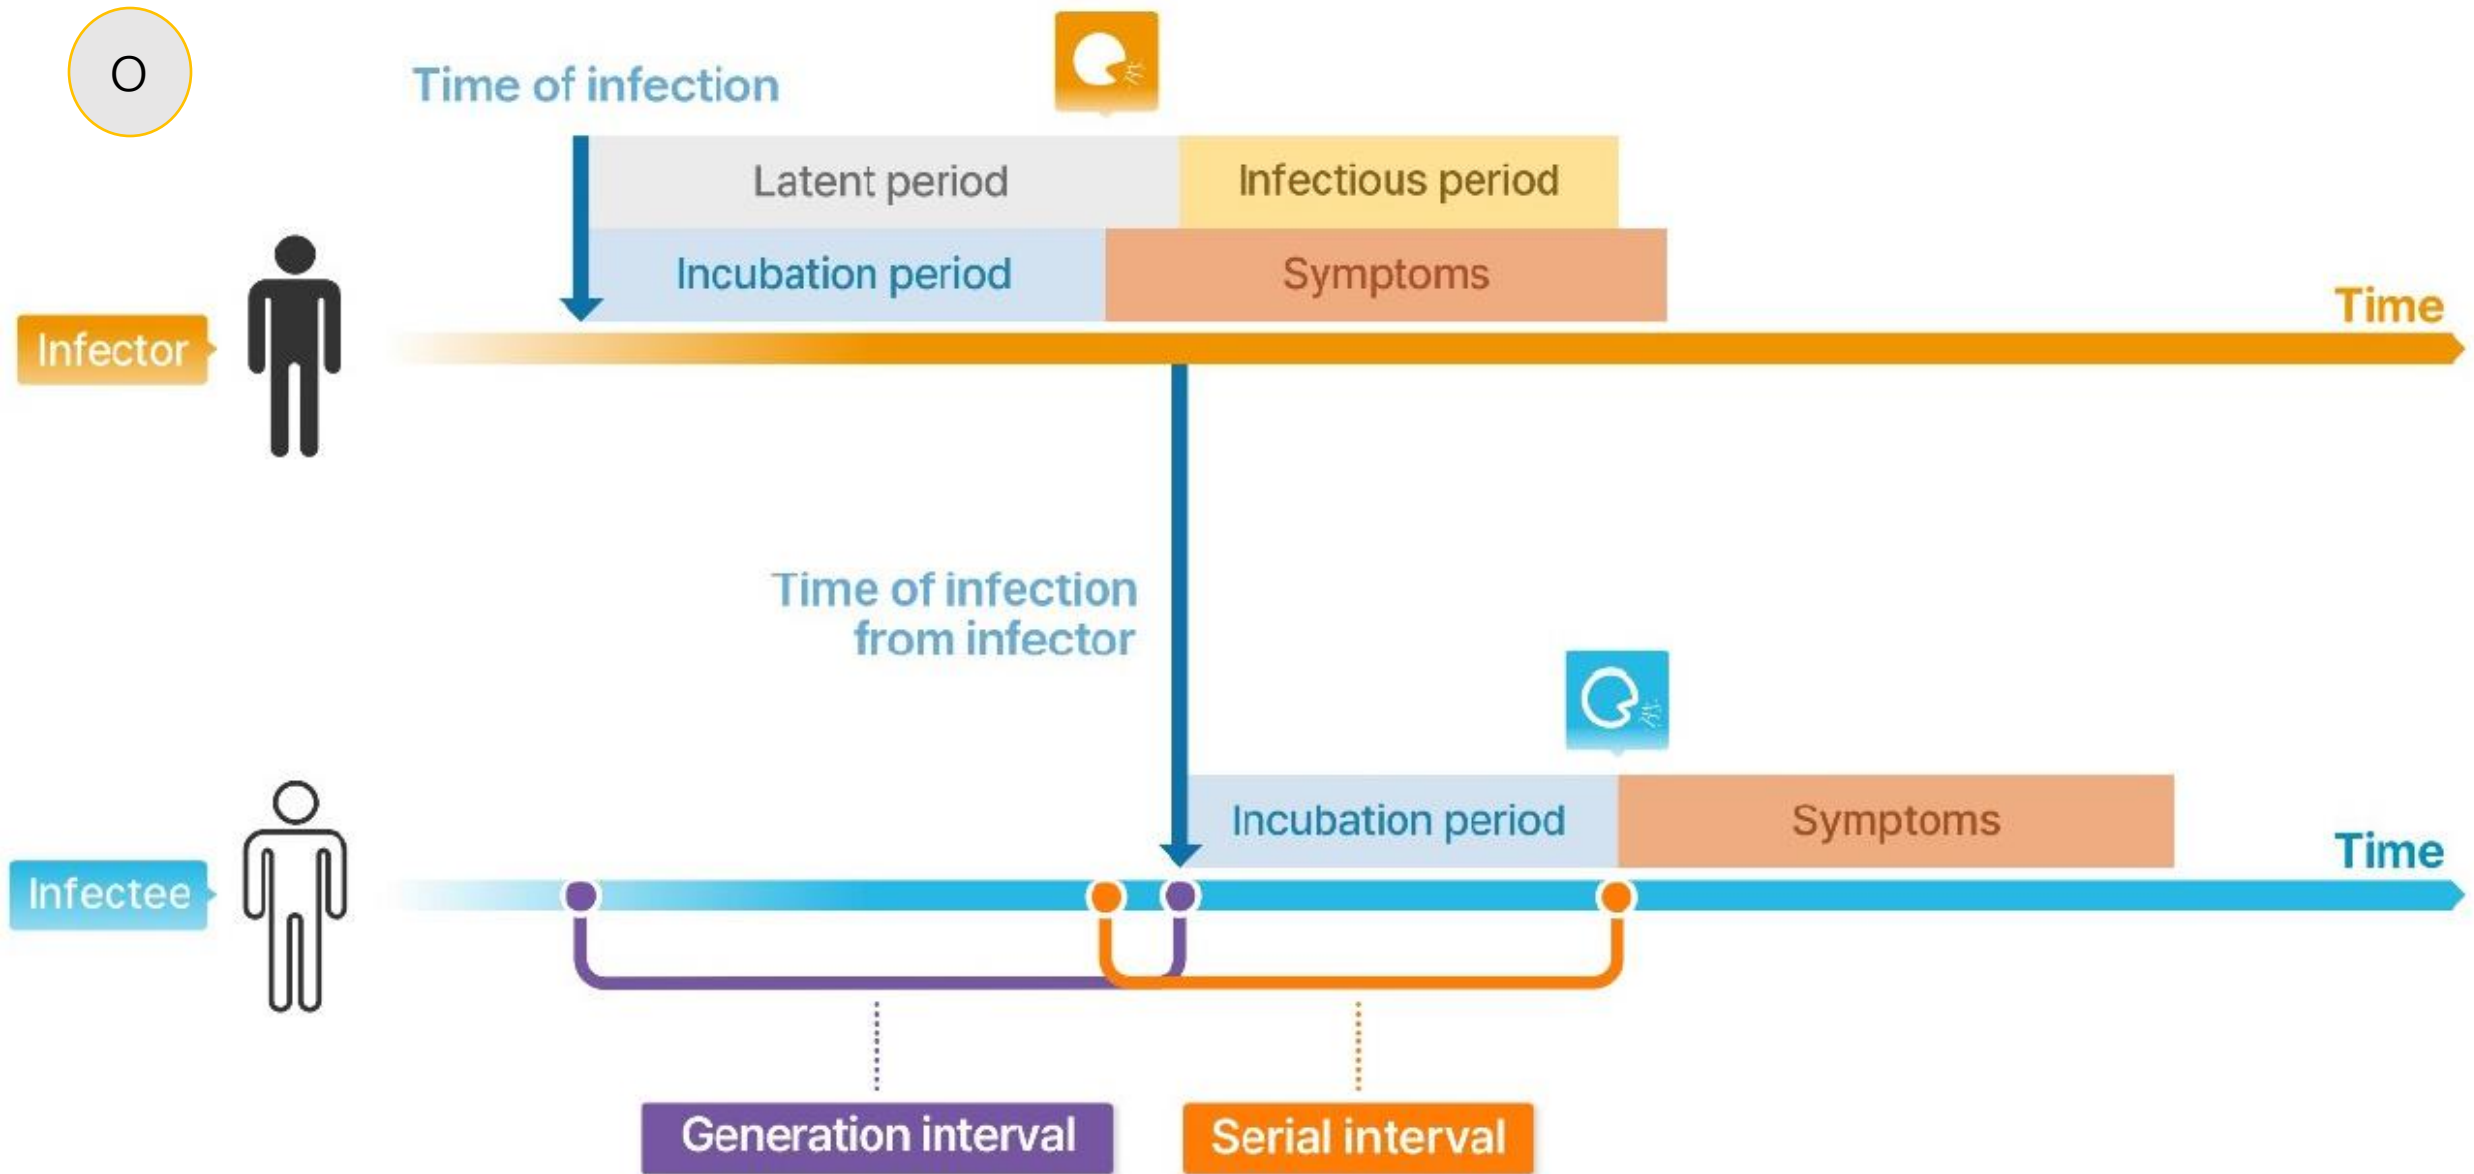 O
Time of infection
Latent period
Infectious period
Incubation period
Symptoms
Time
Infector
Time of infection
from infector
Incubation period
Symptoms
Time
Infectee
Generation interval
Serial interval